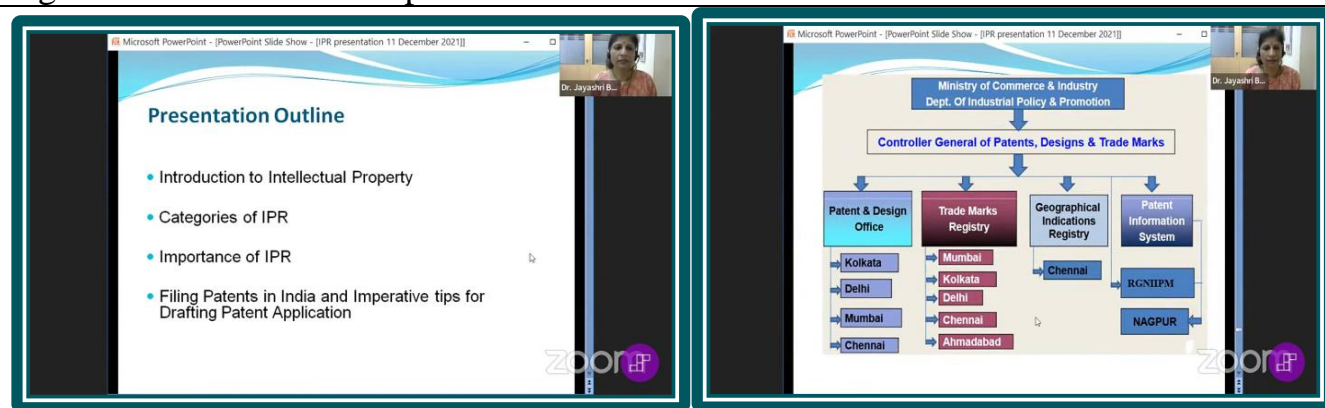 Microsoft PowerPoint - [PowerPoint Slide Show - [IPR presentation 11 December 2021]]
Dr. Jayashri B...
Presentation Outline
• Introduction to Intellectual Property
• Categories of IPR
• Importance of IPR
• Filing Patents in India and Imperative tips for
Drafting Patent Application
zoom
Microsoft PowerPoint - [PowerPoint Slide Show - [IPR presentation 11 December 2021]]
Dr. Jayashri B...
Ministry of Commerce & Industry
Dept. Of Industrial Policy & Promotion
Controller General of Patents, Designs & Trade Marks
Patent & Design
Office
Kolkata
Delhi
Mumbai
Chennai
Trade Marks
Registry
Mumbai
Kolkata
Delhi
Chennai
Ahmadabad
Geographical
Indications
Registry
Chennai
Patent
Information
System
RGNIIPM
NAGPUR
zoom